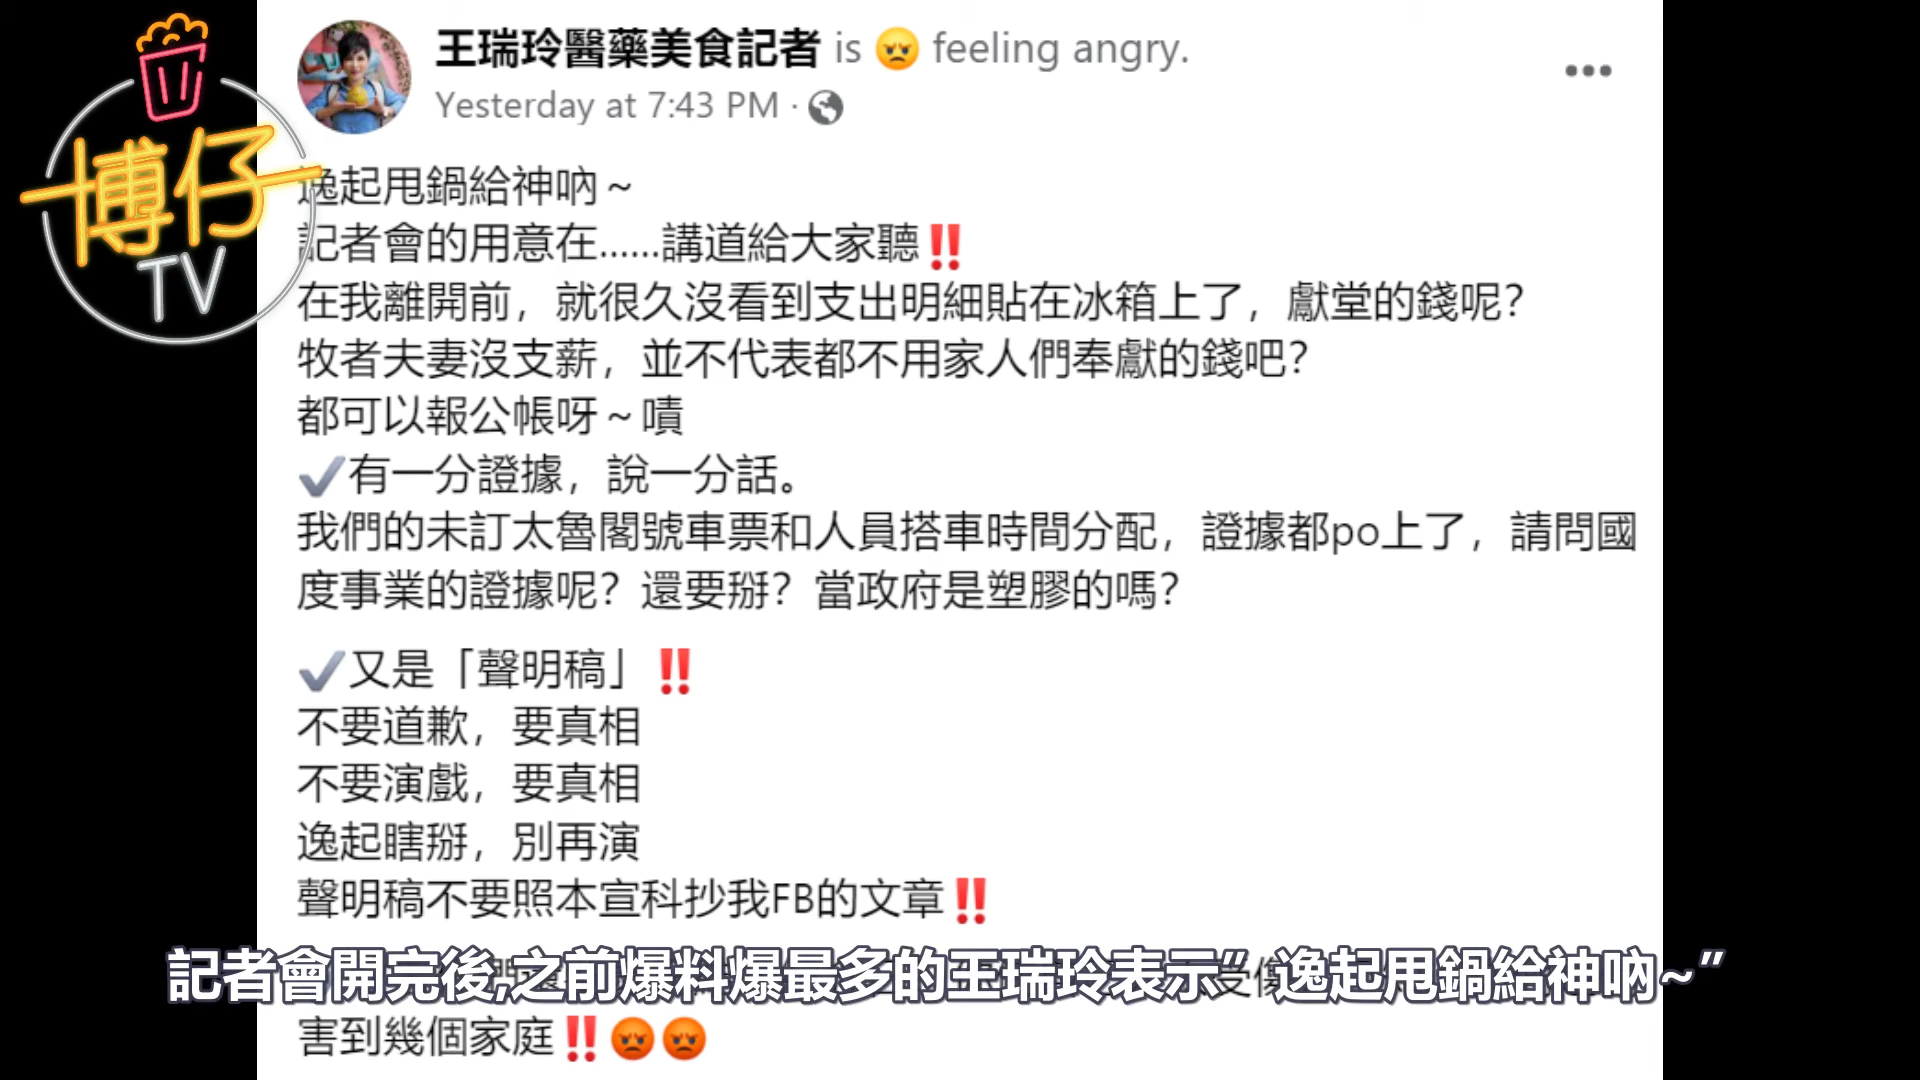 王瑞玲醫藥美食記者 is 😠 feeling angry.
Yesterday at 7:43 PM ·
博仔
TV
逸起甩鍋給神吶～
記者會的用意在......講道給大家聽‼️
在我離開前，就很久沒看到支出明細貼在冰箱上了，獻堂的錢呢？
牧者夫妻沒支薪，並不代表都不用家人們奉獻的錢吧？
都可以報公帳呀～嘖
✔️有一分證據，說一分話。
我們的未訂太魯閣號車票和人員搭車時間分配，證據都po上了，請問國
度事業的證據呢？還要掰？當政府是塑膠的嗎？
✔️又是「聲明稿」‼️
不要道歉，要真相
不要演戲，要真相
逸起瞎掰，別再演
聲明稿不要照本宣科抄我FB的文章‼️
記者會開完後,之前爆料爆最多的王瑞玲表示”逸起甩鍋給神吶~”
害到幾個家庭‼️😡😡